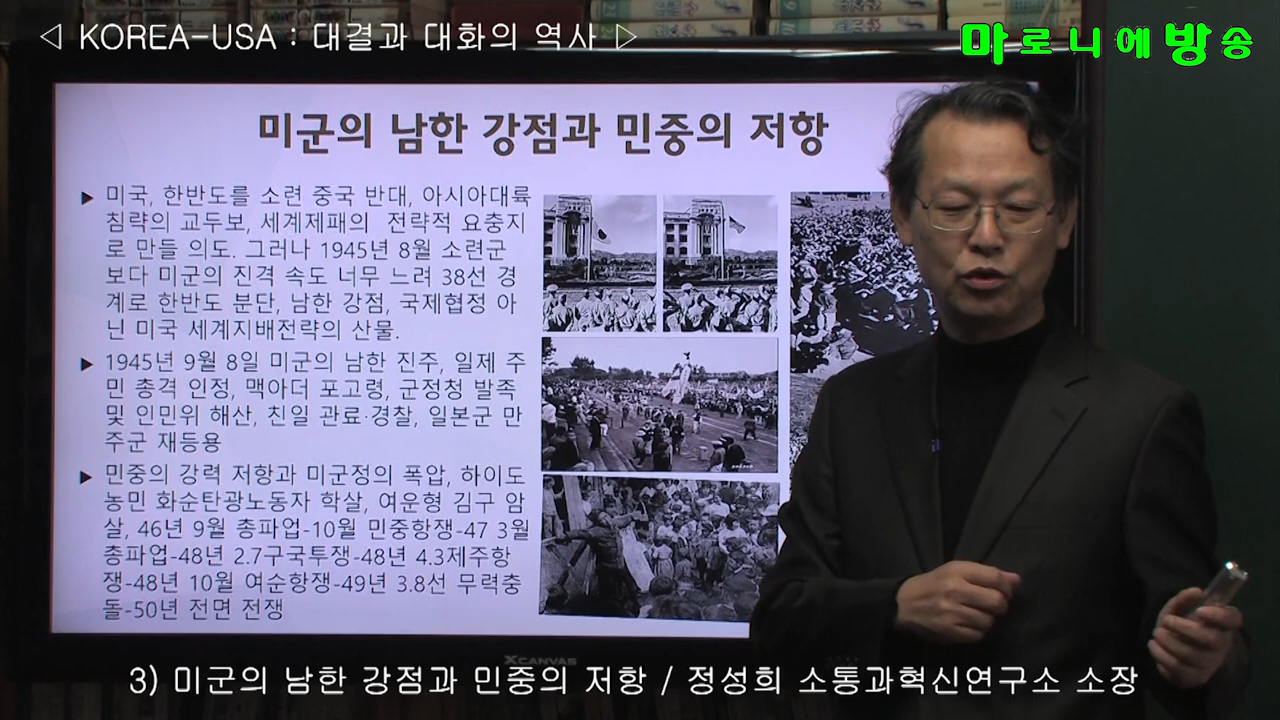 ◁ KOREA-USA : 대결과 대화의 역사 ▷
마로니에방송
미군의 남한 강점과 민중의 저항
▶ 미국, 한반도를 소련 중국 반대, 아시아대륙
침략의 교두보, 세계제패의 전략적 요충지
로 만들 의도. 그러나 1945년 8월 소련군
보다 미군의 진격 속도 너무 느려 38선 경
계로 한반도 분단, 남한 강점, 국제협정 아
닌 미국 세계지배전략의 산물.
▶ 1945년 9월 8일 미군의 남한 진주, 일제 주
민 총격 인정, 맥아더 포고령, 군정청 발족
및 인민위 해산, 친일 관료·경찰, 일본군 만
주군 재등용
▶ 민중의 강력 저항과 미군정의 폭압, 하이도
농민 화순탄광노동자 학살, 여운형 김구 암
살, 46년 9월 총파업-10월 민중항쟁-47 3월
총파업-48년 2.7구국투쟁-48년 4.3제주항
쟁-48년 10월 여순항쟁-49년 3.8선 무력충
돌-50년 전면 전쟁
XCANVAS
3) 미군의 남한 강점과 민중의 저항 / 정성희 소통과혁신연구소 소장